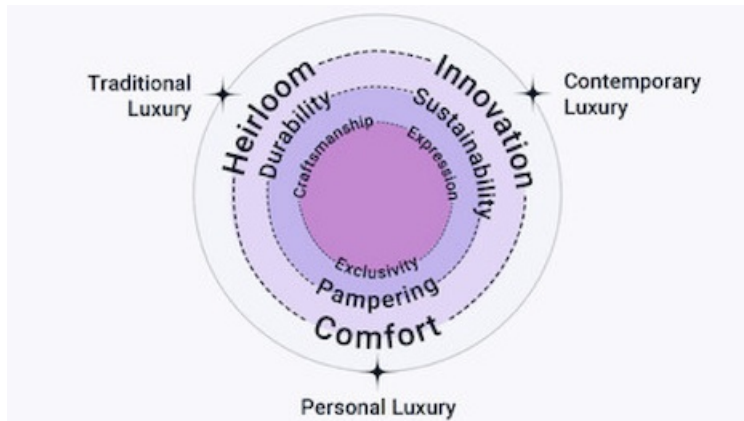 Traditional
Luxury
Heirloom
Durability
Craftsmanship
Innovation
Sustainability
Expression
Contemporary
Luxury
Exclusivity
Pampering
Comfort
Personal Luxury